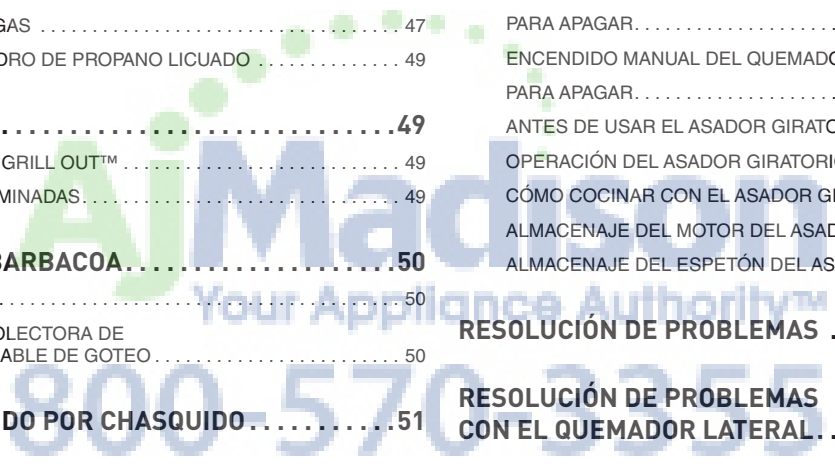 GAS . . . . . . . . . . . . . . . . . . . . . . . . . . . . . . . . . . . . . 47
DRO DE PROPANO LICUADO . . . . . . . . . . . . . . 49
. . . . . . . . . . . . . . . . . . . . . . . . . . . . . 49
GRILL OUT™ . . . . . . . . . . . . . . . . . . . . . . . . . . . 49
MINADAS. . . . . . . . . . . . . . . . . . . . . . . . . . . . . . . 49
BARBACOA. . . . . . . . . . . . . . . . . . 50
. . . . . . . . . . . . . . . . . . . . . . . . . . . . . . . . . . . . . . . 50
OLECTORA DE
ABLE DE GOTEO . . . . . . . . . . . . . . . . . . . . . . . . 50
DO POR CHASQUIDO. . . . . . . . . . 51
PARA APAGAR. . . . . . . . . . . . . . . . .
ENCENDIDO MANUAL DEL QUEMADO
PARA APAGAR. . . . . . . . . . . . . . . . .
ANTES DE USAR EL ASADOR GIRATO
OPERACIÓN DEL ASADOR GIRATORIO
CÓMO COCINAR CON EL ASADOR GI
ALMACENAJE DEL MOTOR DEL ASAD
ALMACENAJE DEL ESPETÓN DEL AS
RESOLUCIÓN DE PROBLEMAS .
RESOLUCIÓN DE PROBLEMAS
CON EL QUEMADOR LATERAL. .
AjMadison
Your Appliance Authority™
800-570-3355